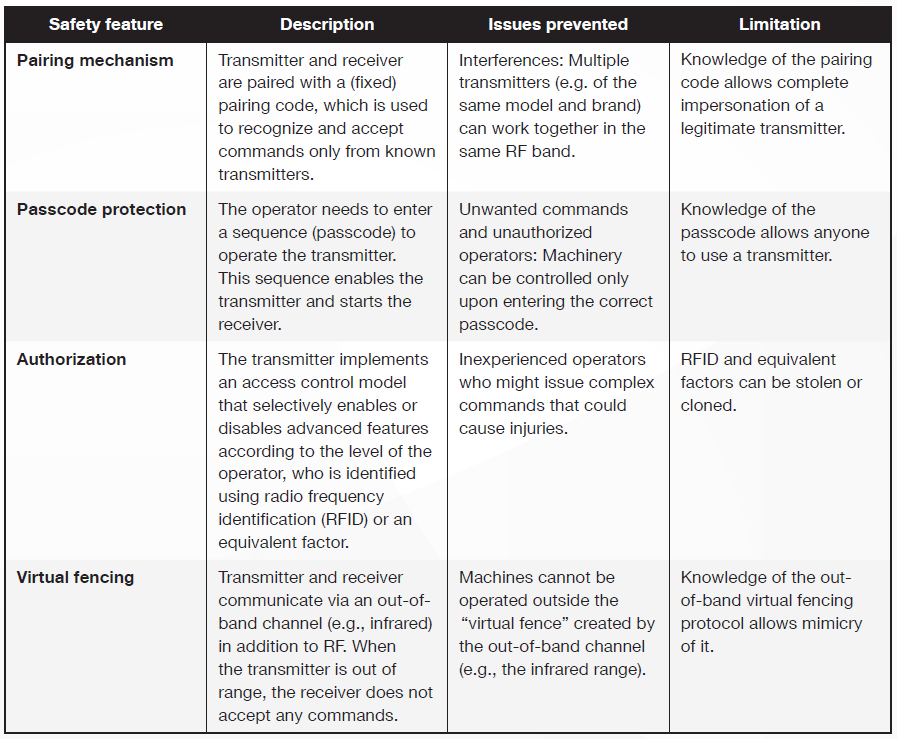 Safety feature
Description
Issues prevented
Limitation
Pairing mechanism
Transmitter and receiver
are paired with a (fixed)
pairing code, which is used
to recognize and accept
commands only from known
transmitters.
Interferences: Multiple
transmitters (e.g. of the
same model and brand)
can work together in the
same RF band.
Knowledge of the pairing
code allows complete
impersonation of a
legitimate transmitter.
Passcode protection
The operator needs to enter
a sequence (passcode) to
operate the transmitter.
This sequence enables the
transmitter and starts the
receiver.
Unwanted commands
and unauthorized
operators: Machinery
can be controlled only
upon entering the correct
passcode.
Knowledge of the
passcode allows anyone
to use a transmitter.
Authorization
The transmitter implements
an access control model
that selectively enables or
disables advanced features
according to the level of the
operator, who is identified
using radio frequency
identification (RFID) or an
equivalent factor.
Inexperienced operators
who might issue complex
commands that could
cause injuries.
RFID and equivalent
factors can be stolen or
cloned.
Virtual fencing
Transmitter and receiver
communicate via an out-of-
band channel (e.g., infrared)
in addition to RF. When
the transmitter is out of
range, the receiver does not
accept any commands.
Machines cannot be
operated outside the
“virtual fence” created by
the out-of-band channel
(e.g., the infrared range).
Knowledge of the out-
of-band virtual fencing
protocol allows mimicry
of it.